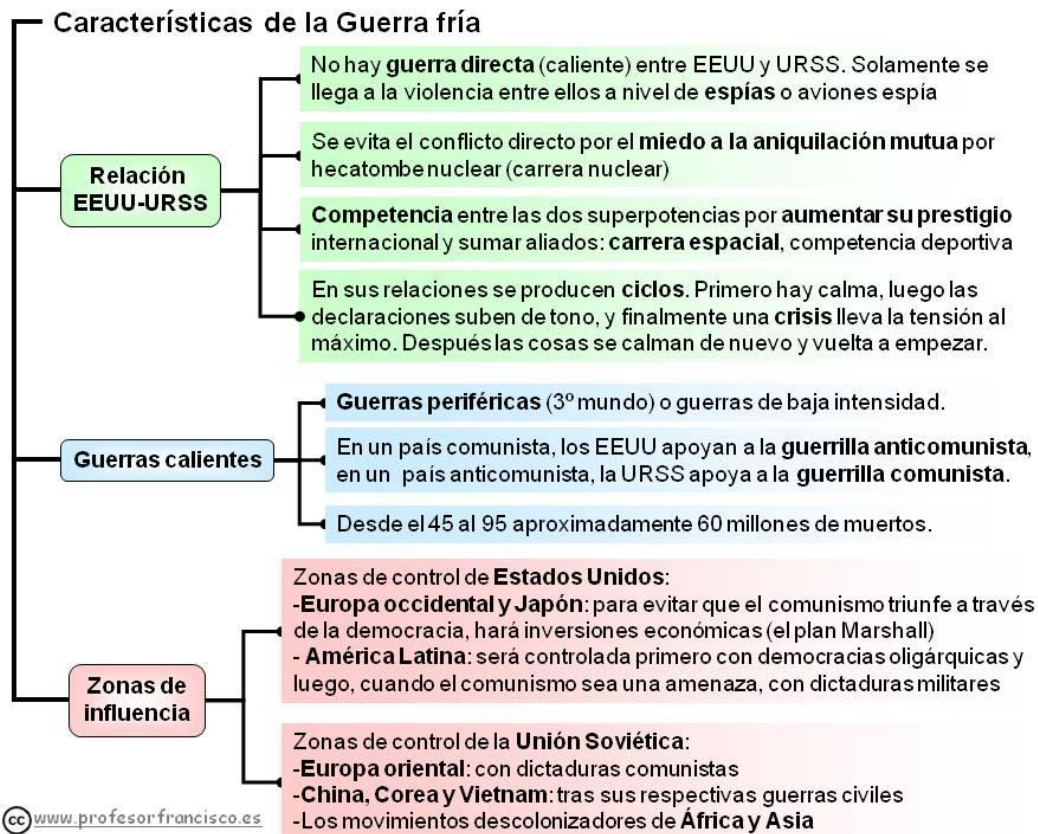 Características de la Guerra fría
No hay guerra directa (caliente) entre EEUU y URSS. Solamente se
llega a la violencia entre ellos a nivel de espías o aviones espía
Se evita el conflicto directo por el miedo a la aniquilación mutua por
hecatombe nuclear (carrera nuclear)
Relación
EEUU-URSS
Competencia entre las dos superpotencias por aumentar su prestigio
internacional y sumar aliados: carrera espacial, competencia deportiva
En sus relaciones se producen ciclos. Primero hay calma, luego las
declaraciones suben de tono, y finalmente una crisis lleva la tensión al
máximo. Después las cosas se calman de nuevo y vuelta a empezar.
Guerras calientes
Guerras periféricas (3º mundo) o guerras de baja intensidad.
En un país comunista, los EEUU apoyan a la guerrilla anticomunista,
en un país anticomunista, la URSS apoya a la guerrilla comunista.
Desde el 45 al 95 aproximadamente 60 millones de muertos.
Zonas de
influencia
Zonas de control de Estados Unidos:
-Europa occidental y Japón: para evitar que el comunismo triunfe a través
de la democracia, hará inversiones económicas (el plan Marshall)
- América Latina: será controlada primero con democracias oligárquicas y
luego, cuando el comunismo sea una amenaza, con dictaduras militares
Zonas de control de la Unión Soviética:
-Europa oriental: con dictaduras comunistas
-China, Corea y Vietnam: tras sus respectivas guerras civiles
-Los movimientos descolonizadores de África y Asia
cc www.profesorfrancisco.es